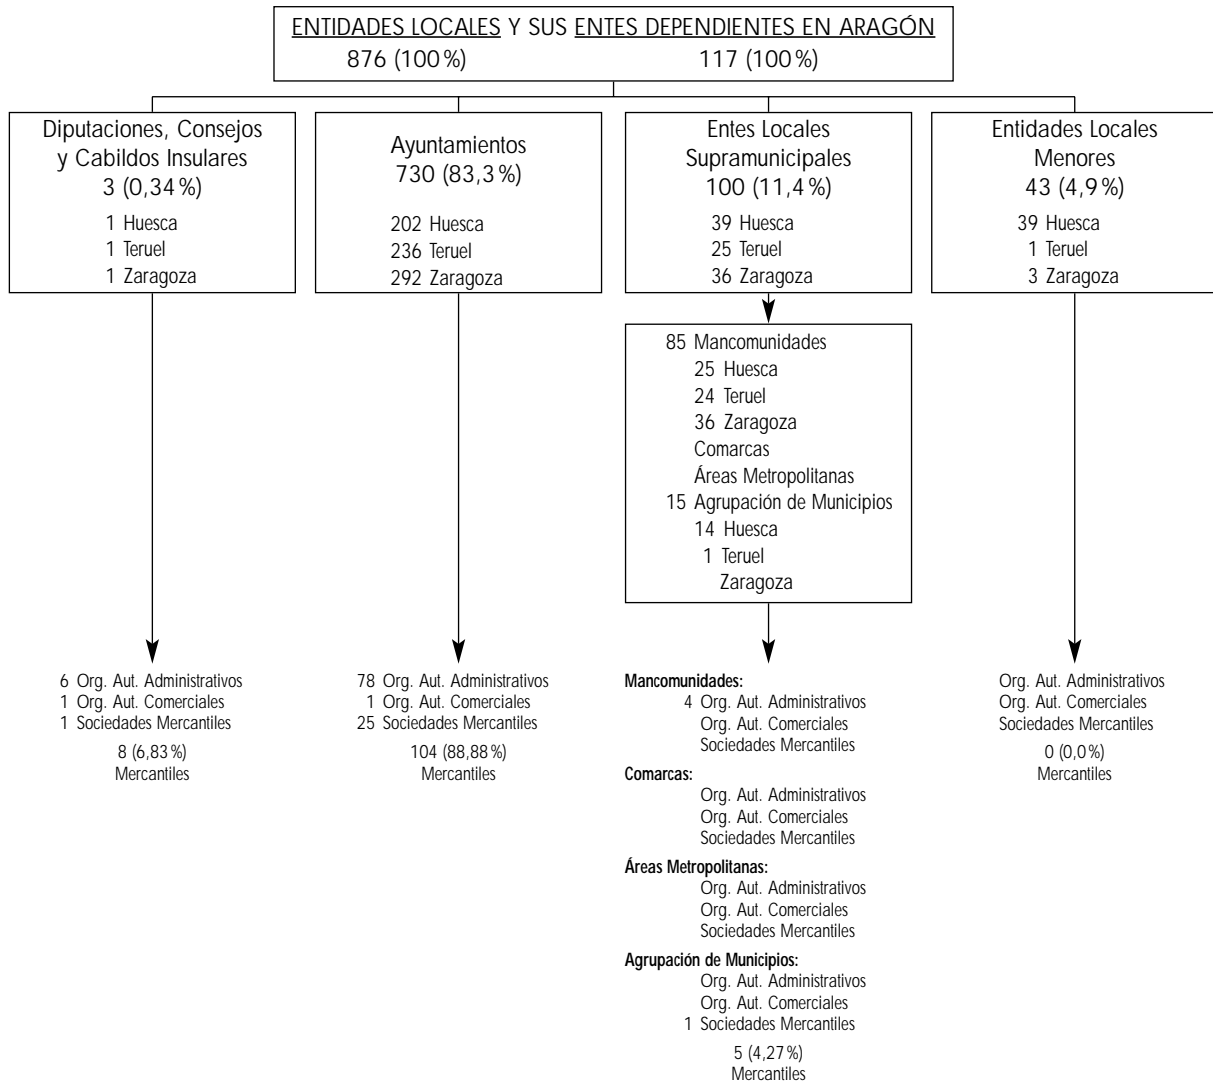 ENTIDADES LOCALES Y SUS ENTES DEPENDIENTES EN ARAGÓN
876 (100%) 117 (100%)
Diputaciones, Consejos
y Cabildos Insulares
3 (0,34%)
1 Huesca
1 Teruel
1 Zaragoza
Ayuntamientos
730 (83,3%)
202 Huesca
236 Teruel
292 Zaragoza
Entes Locales
Supramunicipales
100 (11,4%)
39 Huesca
25 Teruel
36 Zaragoza
Entidades Locales
Menores
43 (4,9%)
39 Huesca
1 Teruel
3 Zaragoza
85 Mancomunidades
25 Huesca
24 Teruel
36 Zaragoza
Comarcas
Áreas Metropolitanas
15 Agrupación de Municipios
14 Huesca
1 Teruel
Zaragoza
6 Org. Aut. Administrativos
1 Org. Aut. Comerciales
1 Sociedades Mercantiles
8 (6,83%)
Mercantiles
78 Org. Aut. Administrativos
1 Org. Aut. Comerciales
25 Sociedades Mercantiles
104 (88,88%)
Mercantiles
Mancomunidades:
4 Org. Aut. Administrativos
Org. Aut. Comerciales
Sociedades Mercantiles
Comarcas:
Org. Aut. Administrativos
Org. Aut. Comerciales
Sociedades Mercantiles
Áreas Metropolitanas:
Org. Aut. Administrativos
Org. Aut. Comerciales
Sociedades Mercantiles
Agrupación de Municipios:
Org. Aut. Administrativos
Org. Aut. Comerciales
1 Sociedades Mercantiles
5 (4,27%)
Mercantiles
Org. Aut. Administrativos
Org. Aut. Comerciales
Sociedades Mercantiles
0 (0,0%)
Mercantiles